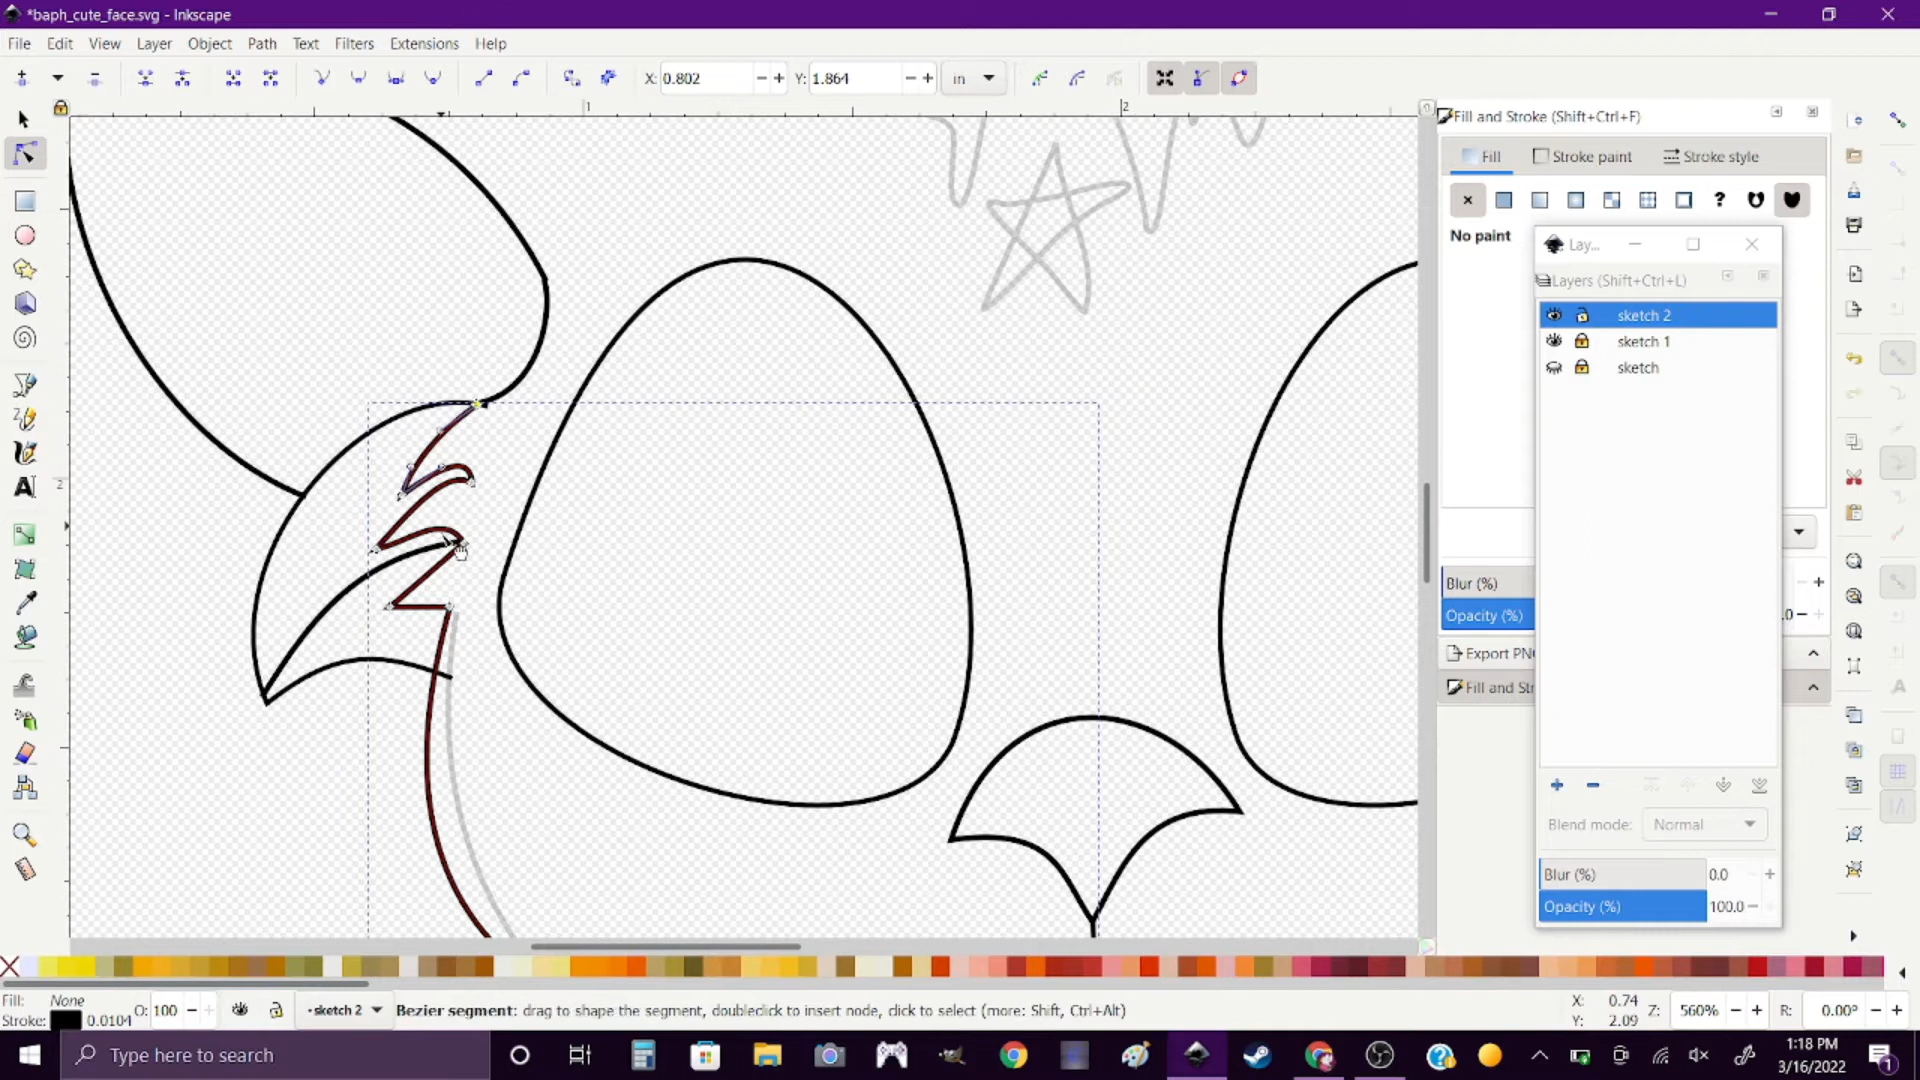 *baph_cute_face.svg - Inkscape
File Edit View Layer Object Path Text Filters Extensions Help
X: 0.802 Y: 1.864 in
1 2
2
Fill and Stroke (Shift+Ctrl+F)
Fill Stroke paint Stroke style
No paint
Lay...
Layers (Shift+Ctrl+L)
sketch 2
sketch 1
sketch
Blur (%)
Opacity (%) .0
Export PN
Fill and Str
Blend mode: Normal
Blur (%) 0.0
Opacity (%) 100.0
Fill: None
Stroke: 0.0104
O: 100
sketch 2
Bezier segment: drag to shape the segment, doubleclick to insert node, click to select (more: Shift, Ctrl+Alt)
X: 0.74
Y: 2.09
Z: 560%
R: 0.00°
Type here to search
1:18 PM
3/16/2022
1